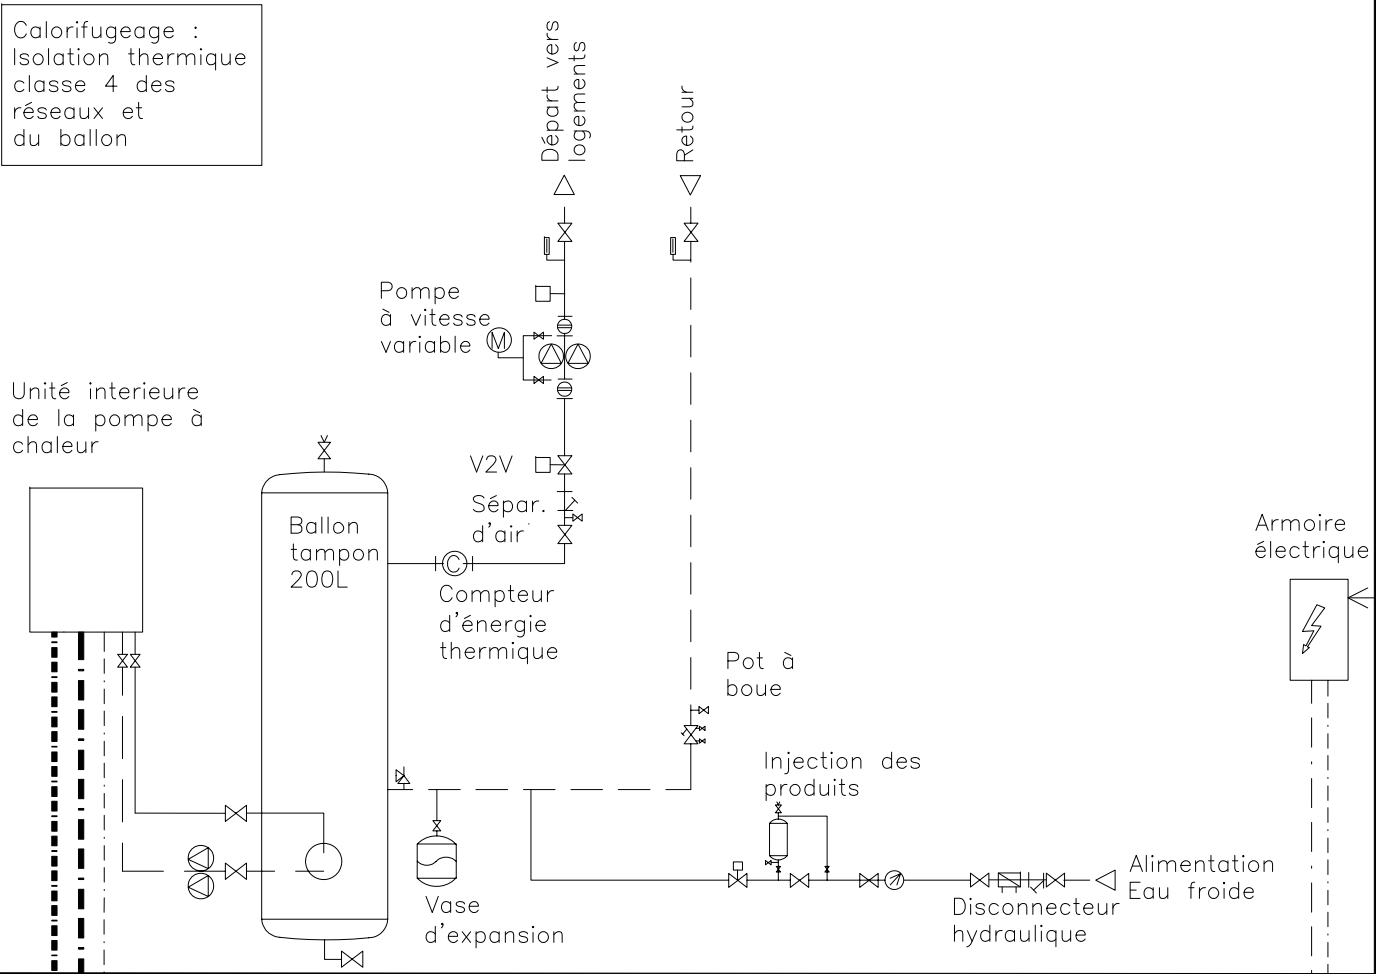 Calorifugeage :
Isolation thermique
classe 4 des
réseaux et
du ballon
Départ vers
logements
Retour
Pompe
à vitesse
variable
M
Unité interieure
de la pompe à
chaleur
V2V
Sépar.
d'air
Ballon
tampon
200L
C
Compteur
d'énergie
thermique
Armoire
électrique
Pot à
boue
Injection des
produits
Alimentation
Eau froide
Vase
d'expansion
Disconnecteur
hydraulique